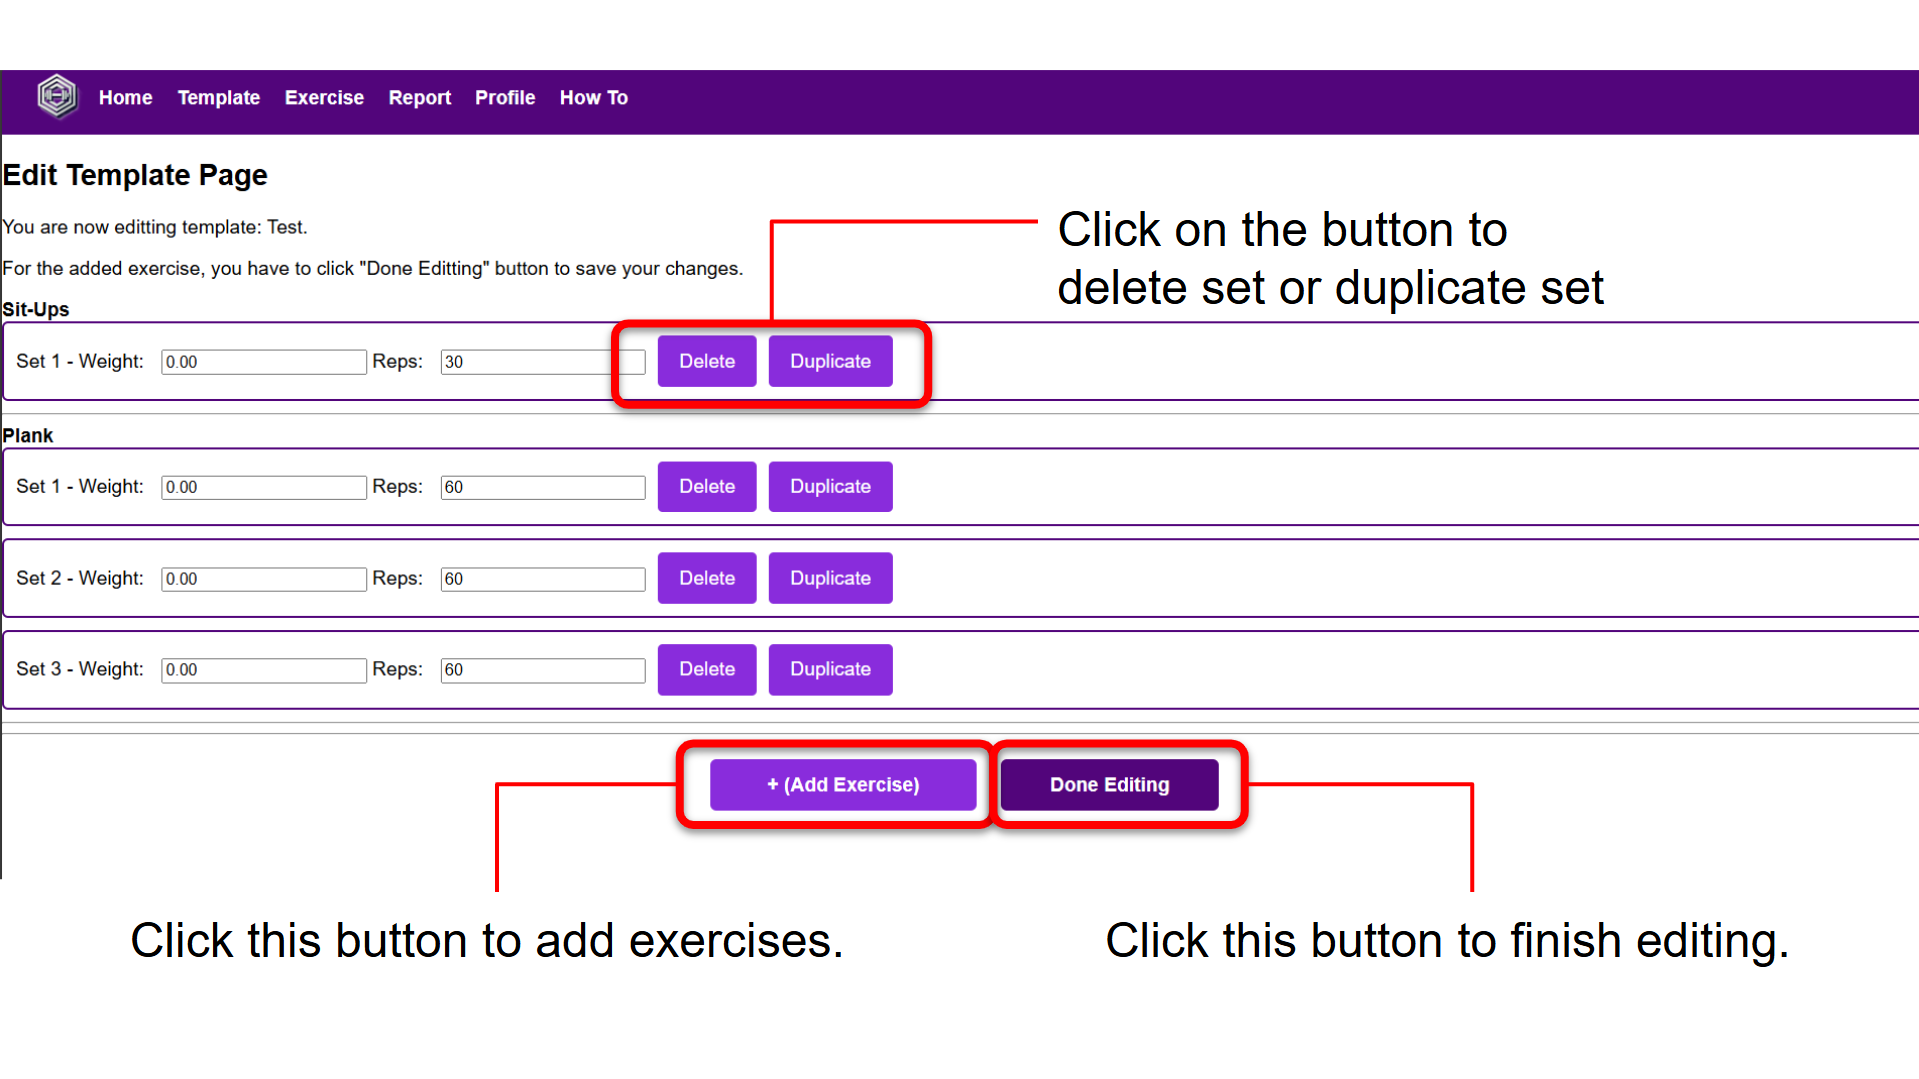 Home Template Exercise Report Profile How To
Edit Template Page
You are now editting template: Test.
For the added exercise, you have to click "Done Editting" button to save your changes.
Click on the button to
delete set or duplicate set
Sit-Ups
Set 1 - Weight: 0.00 Reps: 30 Delete Duplicate
Plank
Set 1 - Weight: 0.00 Reps: 60 Delete Duplicate
Set 2 - Weight: 0.00 Reps: 60 Delete Duplicate
Set 3 - Weight: 0.00 Reps: 60 Delete Duplicate
+ (Add Exercise) Done Editing
Click this button to add exercises.
Click this button to finish editing.